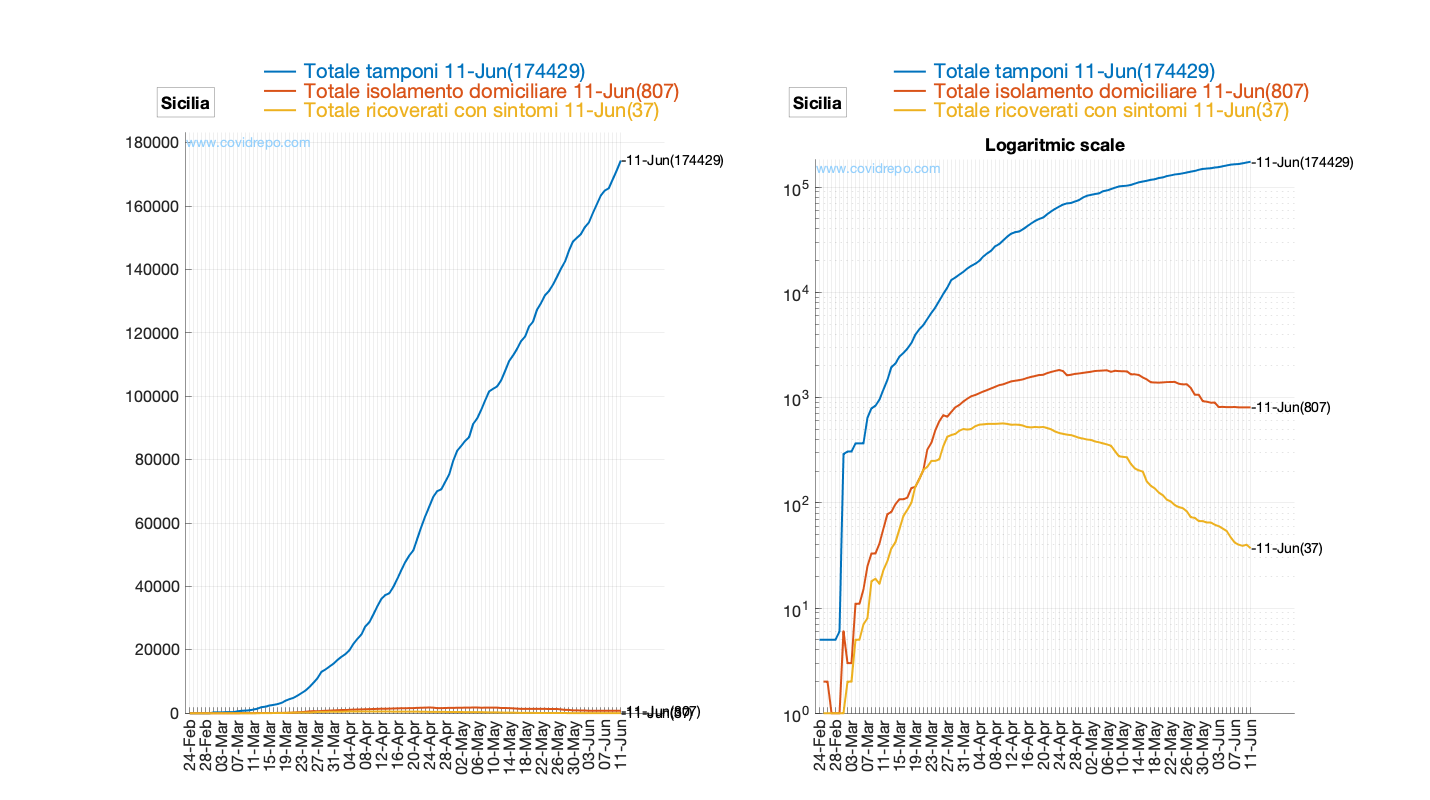 Totale tamponi 11-Jun(174429)
Totale isolamento domiciliare 11-Jun(807)
Totale ricoverati con sintomi 11-Jun(37)
Sicilia
www.covidrepo.com
180000
160000
140000
120000
100000
80000
60000
40000
20000
0
-11-Jun(174429)
-11-Jun(807)
-11-Jun(37)
24-Feb
28-Feb
03-Mar
07-Mar
11-Mar
15-Mar
19-Mar
23-Mar
27-Mar
31-Mar
04-Apr
08-Apr
12-Apr
16-Apr
20-Apr
24-Apr
28-Apr
02-May
06-May
10-May
14-May
18-May
22-May
26-May
30-May
03-Jun
07-Jun
11-Jun
Totale tamponi 11-Jun(174429)
Totale isolamento domiciliare 11-Jun(807)
Totale ricoverati con sintomi 11-Jun(37)
Sicilia
Logaritmic scale
www.covidrepo.com
10^5
10^4
10^3
10^2
10^1
10^0
-11-Jun(174429)
-11-Jun(807)
-11-Jun(37)
24-Feb
28-Feb
03-Mar
07-Mar
11-Mar
15-Mar
19-Mar
23-Mar
27-Mar
31-Mar
04-Apr
08-Apr
12-Apr
16-Apr
20-Apr
24-Apr
28-Apr
02-May
06-May
10-May
14-May
18-May
22-May
26-May
30-May
03-Jun
07-Jun
11-Jun